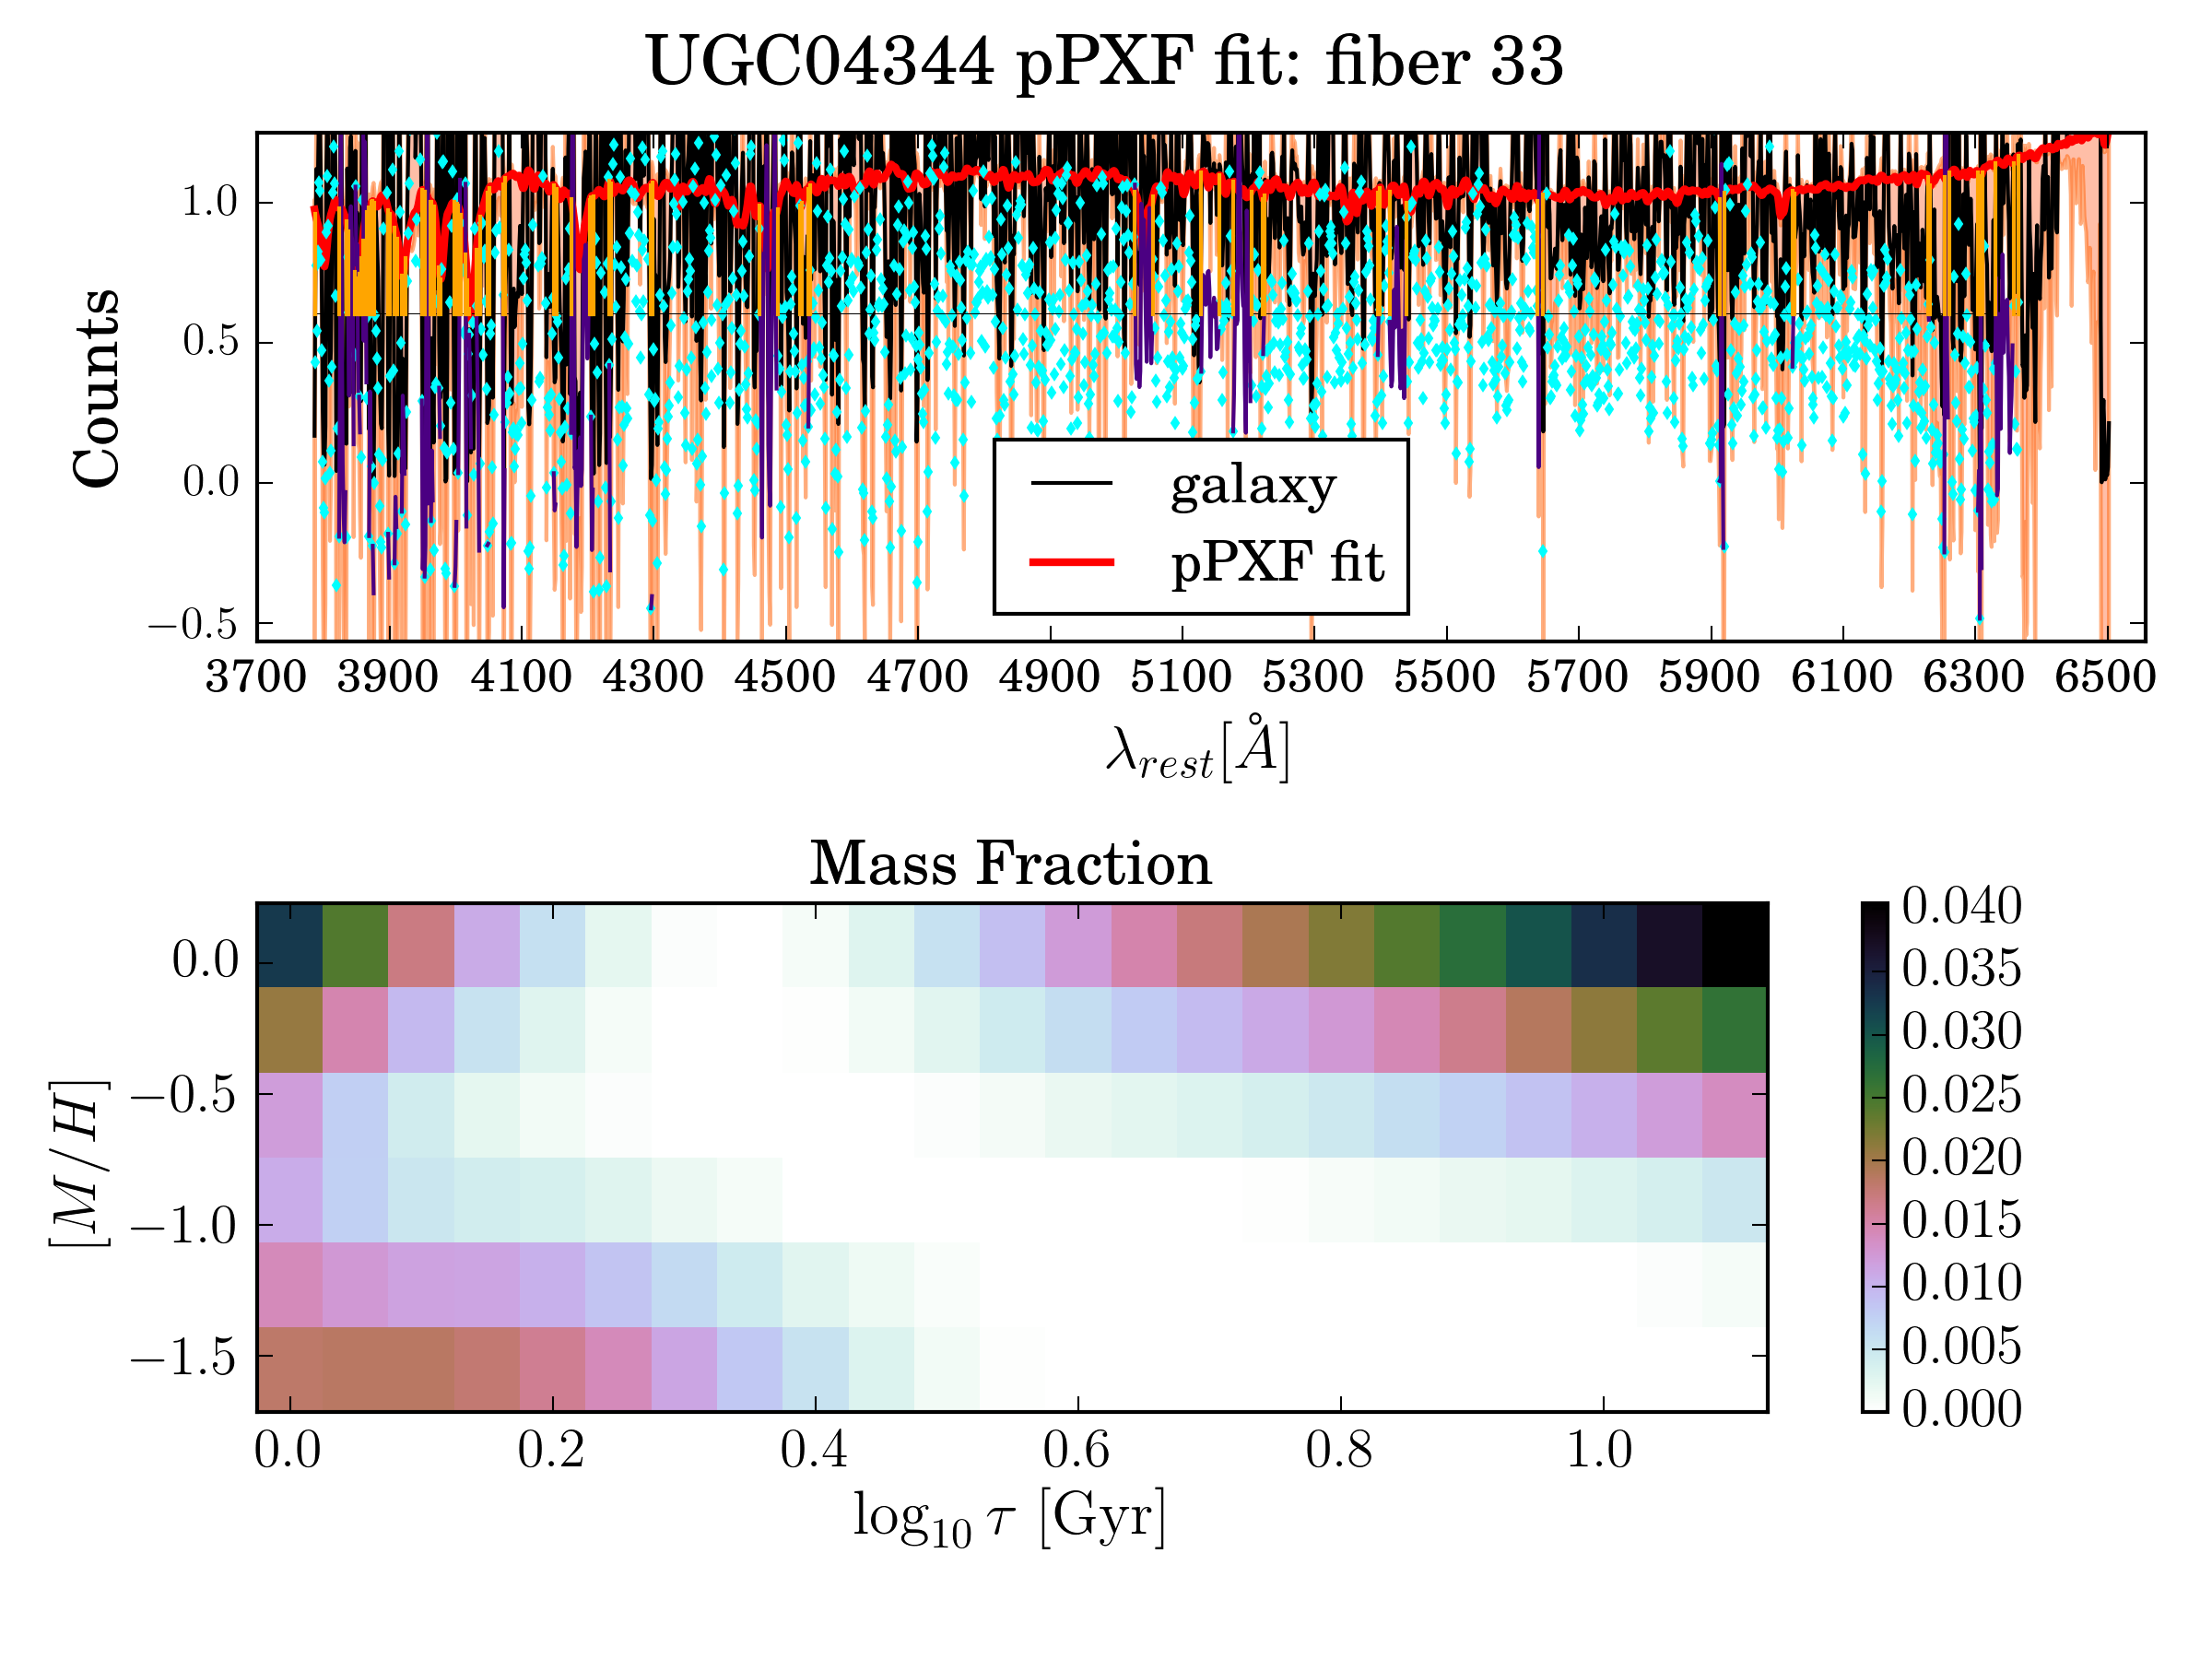 UGC04344 pPXF fit: fiber 33
Counts
1.0
0.5
0.0
−0.5
galaxy
pPXF fit
3700 3900 4100 4300 4500 4700 4900 5100 5300 5500 5700 5900 6100 6300 6500
λrest[Å]
Mass Fraction
[M/H]
0.0
−0.5
−1.0
−1.5
0.0 0.2 0.4 0.6 0.8 1.0
log10 τ [Gyr]
0.040
0.035
0.030
0.025
0.020
0.015
0.010
0.005
0.000